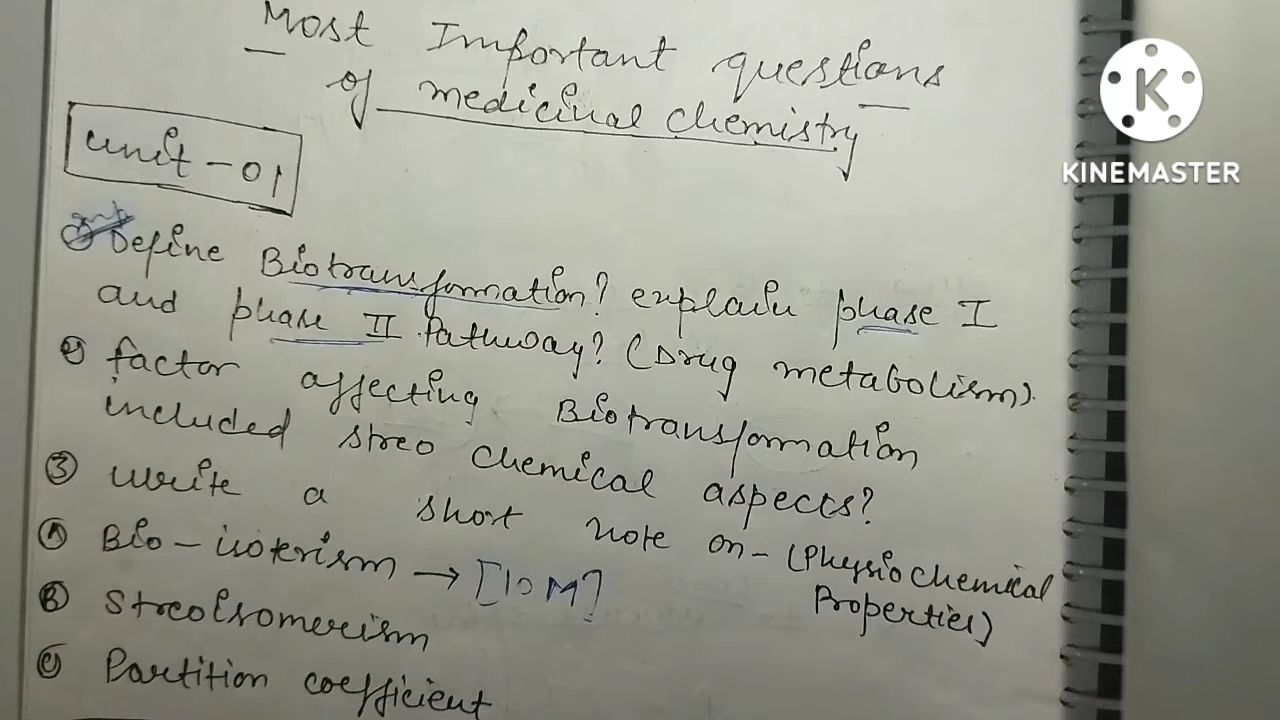 Most Important questions
of medicinal chemistry
unit-01
① Define Biotransformation? explain phase I
and phase II Pathway? (Drug metabolism).
② factor affecting Biotransformation
included streo chemical aspects?
③ write a short note on - (Physiochemical
Properties)
Ⓐ Bio-isoterism → [10 M]
Ⓑ StreoIsomerism
Ⓒ Partition coefficient
K
KINEMASTER